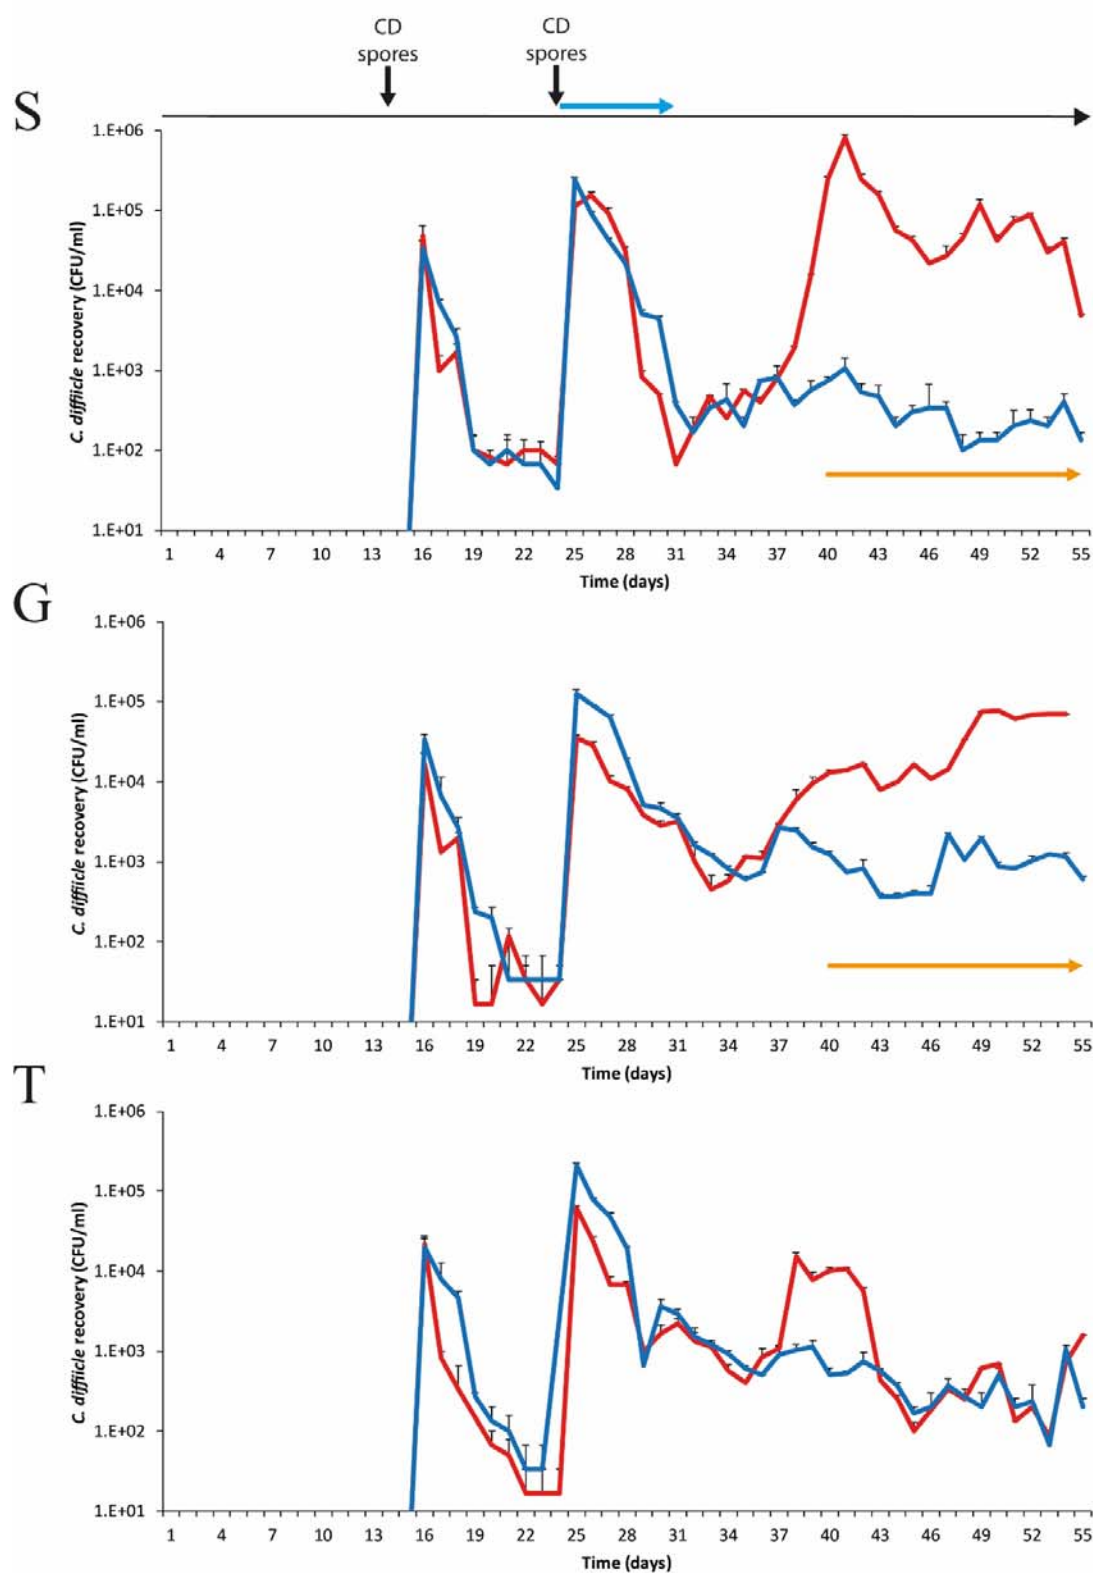 CD
spores
CD
spores
S
1.E+06
1.E+05
1.E+04
1.E+03
1.E+02
1.E+01
C. difficile recovery (CFU/ml)
1 4 7 10 13 16 19 22 25 28 31 34 37 40 43 46 49 52 55
Time (days)
G
1.E+06
1.E+05
1.E+04
1.E+03
1.E+02
1.E+01
C. difficile recovery (CFU/ml)
1 4 7 10 13 16 19 22 25 28 31 34 37 40 43 46 49 52 55
Time (days)
T
1.E+06
1.E+05
1.E+04
1.E+03
1.E+02
1.E+01
C. difficile recovery (CFU/ml)
1 4 7 10 13 16 19 22 25 28 31 34 37 40 43 46 49 52 55
Time (days)